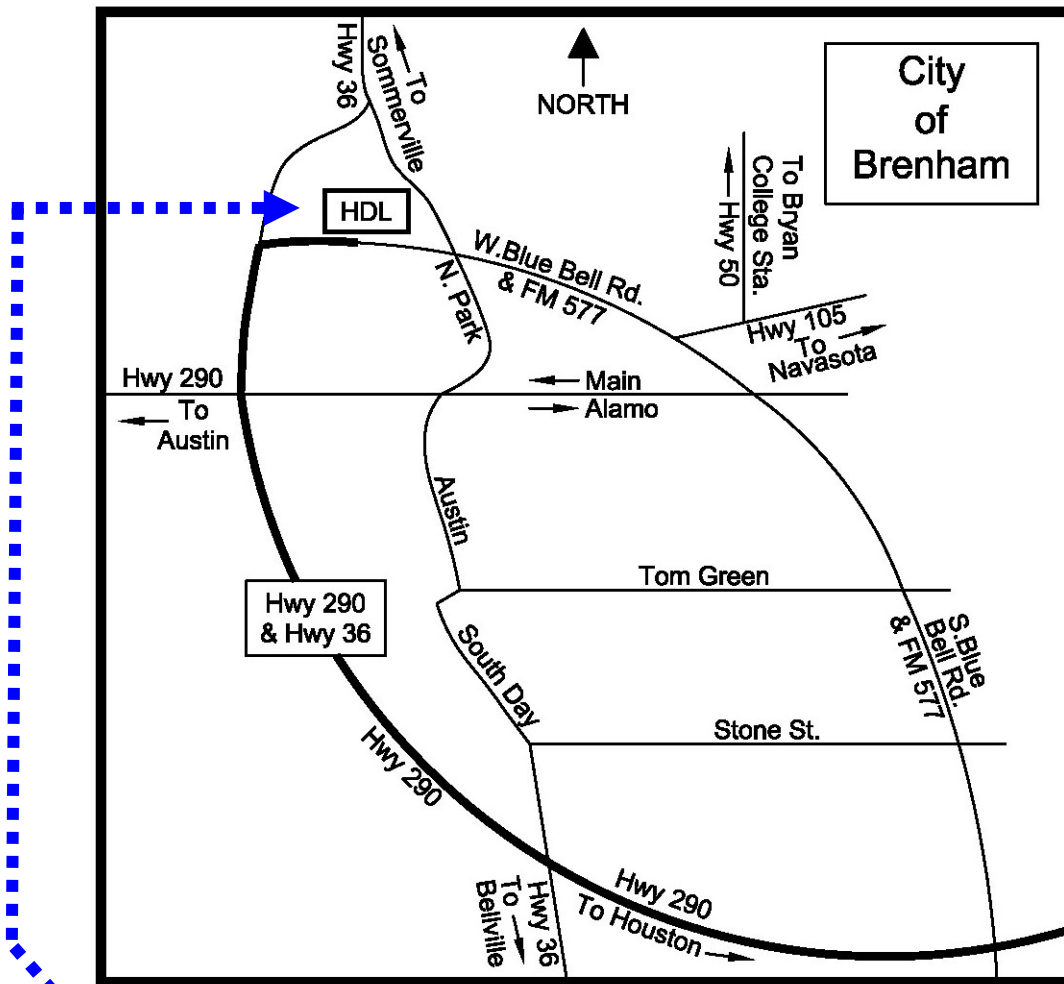 Hwy 36
To
Sommerville
NORTH
City
of
Brenham
HDL
To Bryan
College Sta.
Hwy 50
W.Blue Bell Rd.
& FM 577
N. Park
Hwy 105
To
Navasota
Hwy 290
To
Austin
Main
Alamo
Austin
Tom Green
Hwy 290
& Hwy 36
South Day
S.Blue
Bell Rd.
& FM 577
Stone St.
Hwy 290
Hwy 290
To Houston
Hwy 36
To
Bellville